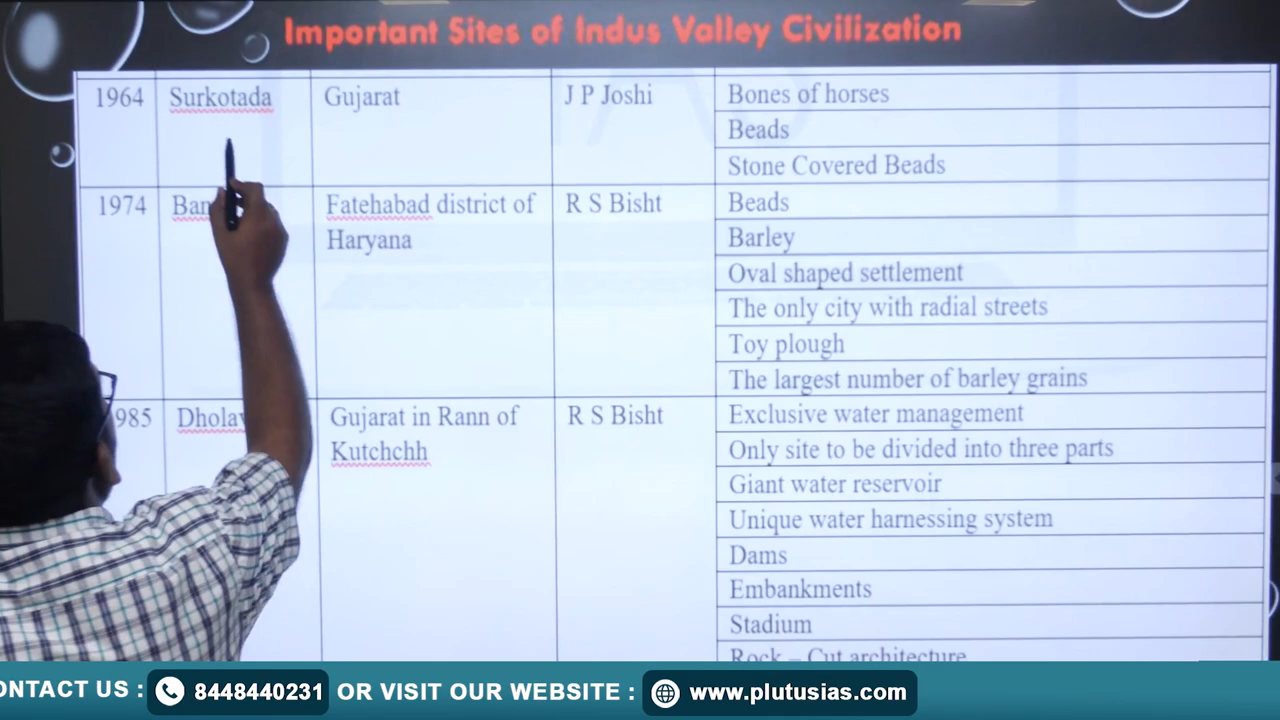 Important Sites of Indus Valley Civilization
1964 Surkotada Gujarat J P Joshi Bones of horses
Beads
Stone Covered Beads
1974 Fatehabad district of R S Bisht Beads
Haryana Barley
Oval shaped settlement
The only city with radial streets
Toy plough
The largest number of barley grains
985 Gujarat in Rann of R S Bisht Exclusive water management
Kutchchh Only site to be divided into three parts
Giant water reservoir
Unique water harnessing system
Dams
Embankments
Stadium
Rock – Cut architecture
ONTACT US : 8448440231 OR VISIT OUR WEBSITE : www.plutusias.com